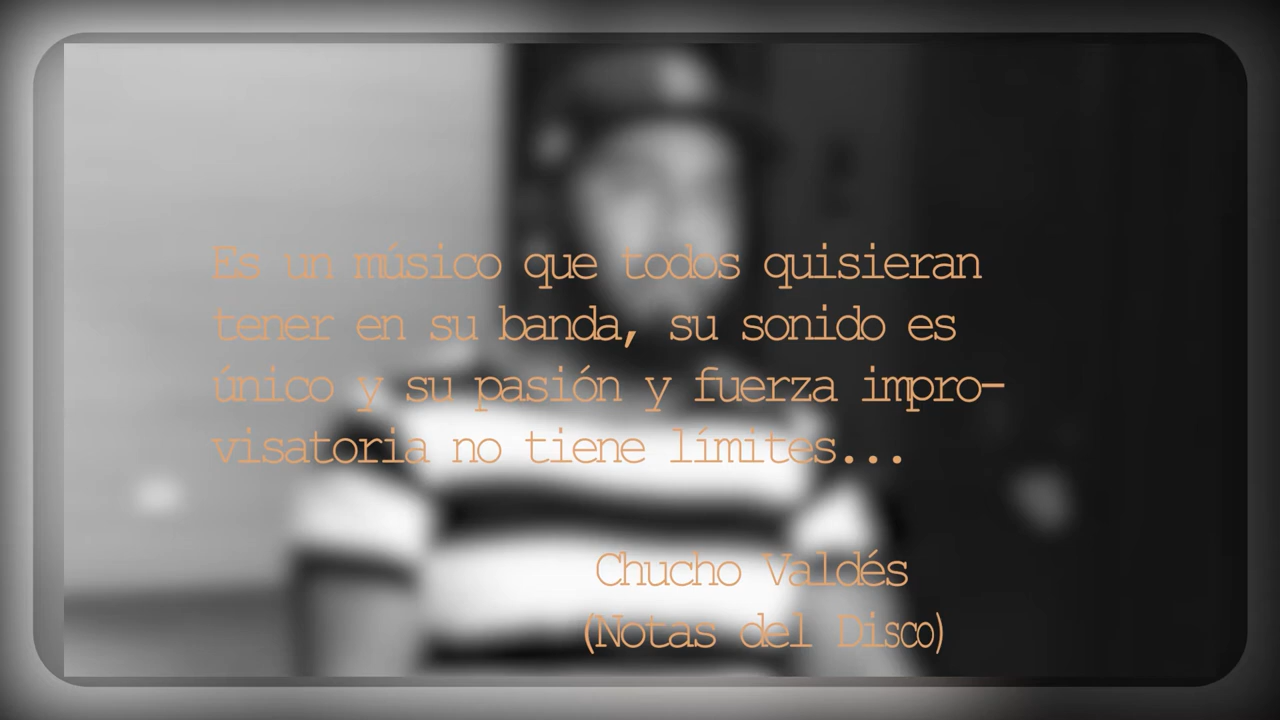 Es un músico que todos quisieran
tener en su banda, su sonido es
único y su pasión y fuerza impro-
visatoria no tiene límites...
Chucho Valdés
(Notas del Disco)